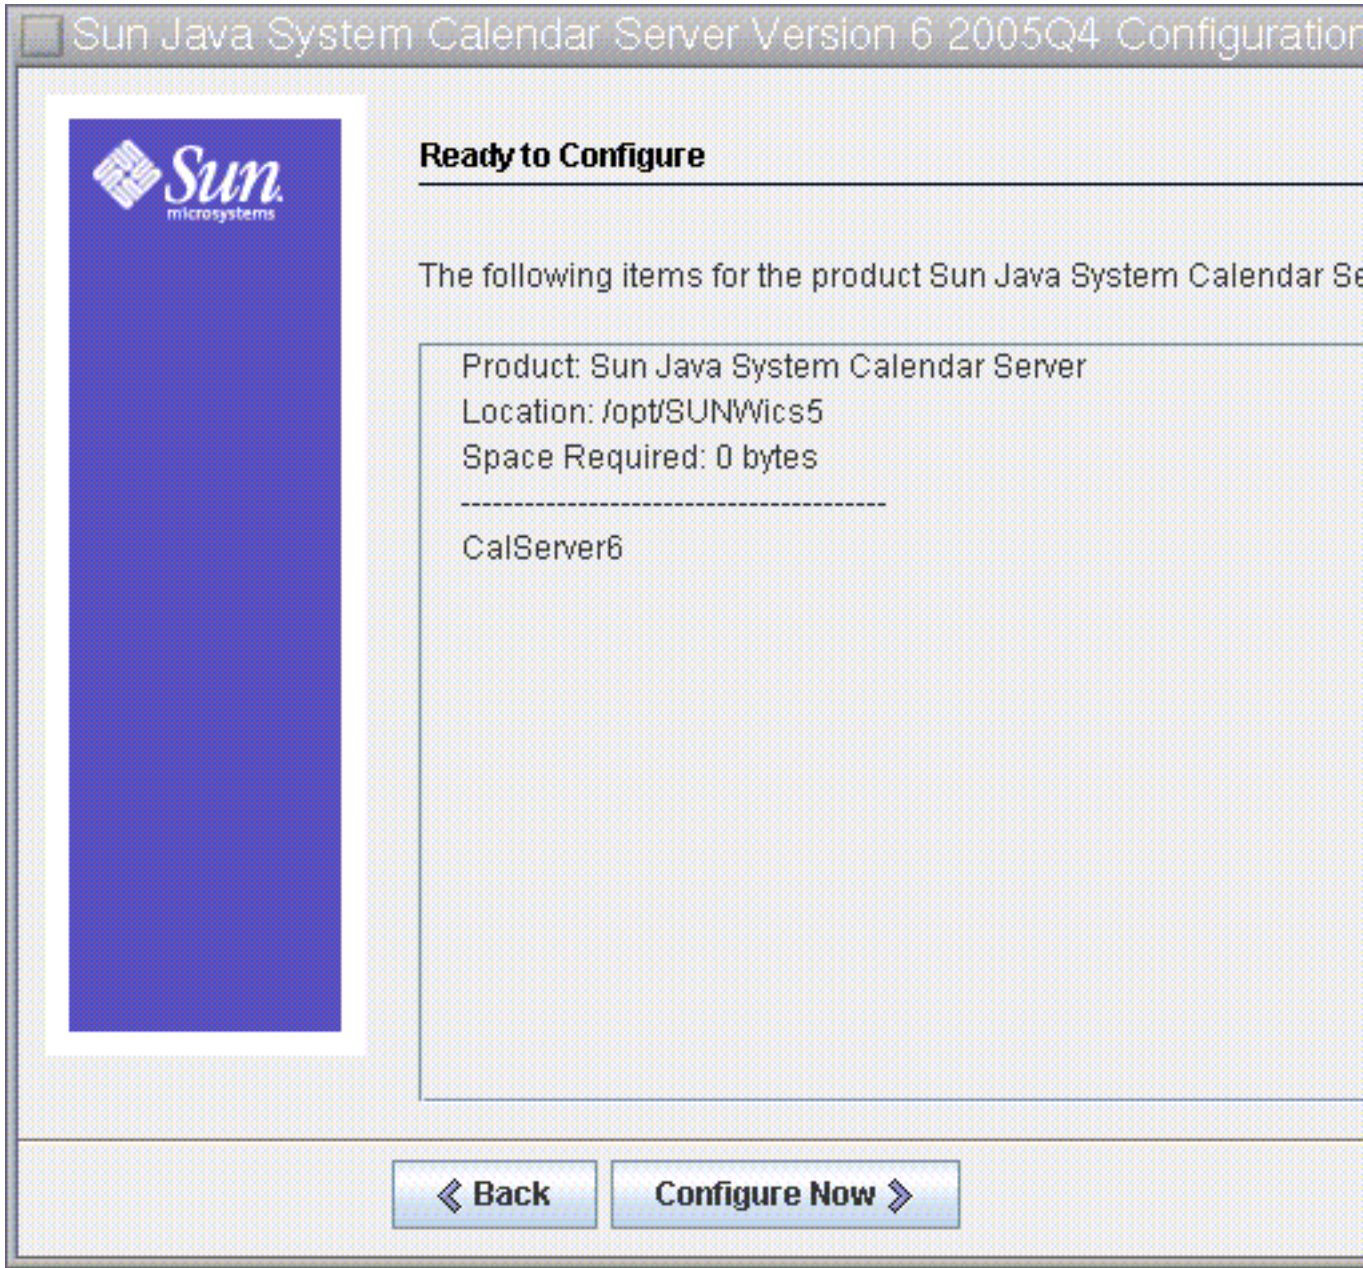 Sun Java System Calendar Server Version 6 2005Q4 Configuration
Sun.
microsystems
Ready to Configure
The following items for the product Sun Java System Calendar Se
Product: Sun Java System Calendar Server
Location: /opt/SUNWics5
Space Required: 0 bytes
----------------------------------------
CalServer6
Back
Configure Now